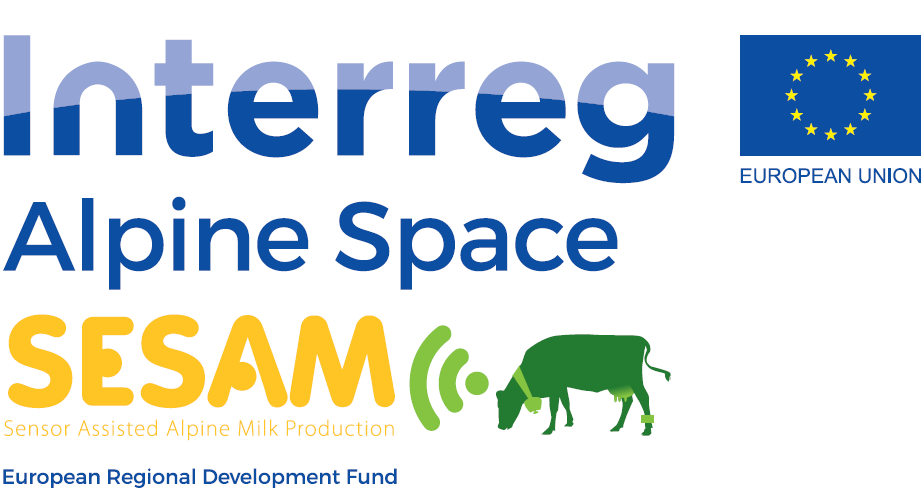 Interreg
EUROPEAN UNION
Alpine Space
SESAM
Sensor Assisted Alpine Milk Production
European Regional Development Fund